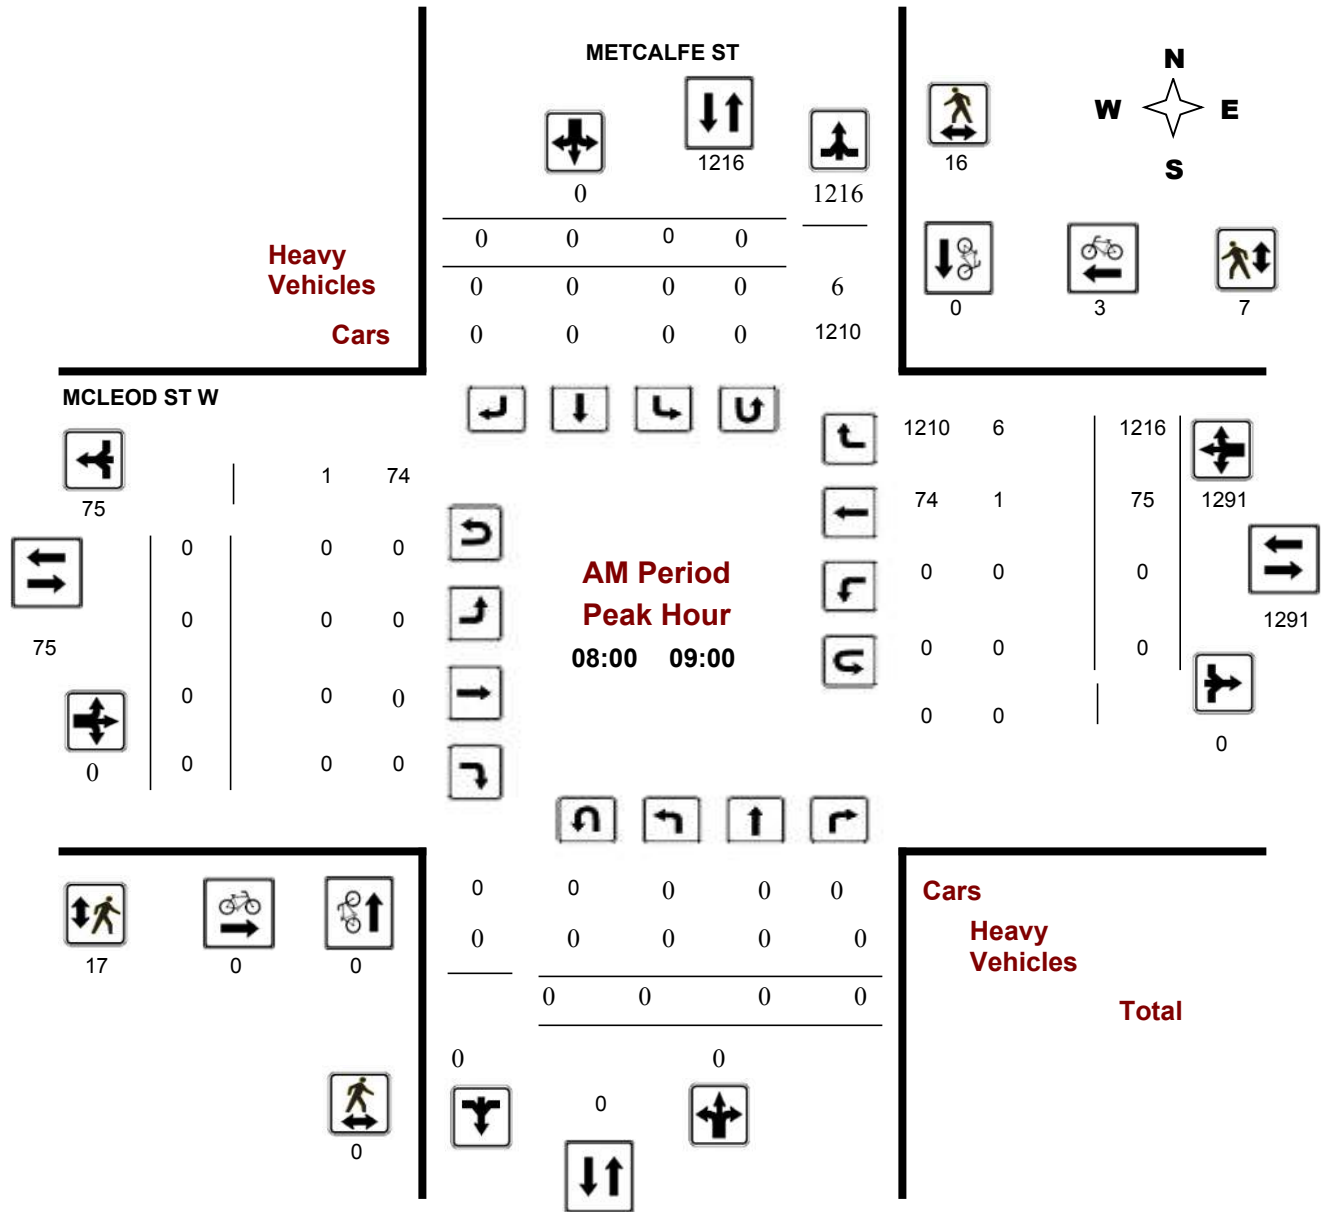 METCALFE ST
N
W E
S
1216
16
0
1216
0 0 0 0
Heavy
Vehicles
0 0 0 0 6
0 3 7
Cars
0 0 0 0 1210
MCLEOD ST W
1210 6 1216
1 74
75
74 1 75 1291
0 0 0
AM Period
0 0 0
Peak Hour
0 0 0
1291
75
08:00 09:00
0 0 0
0 0 0
0 0
0
0
0 0 0
0 0 0 0 0
Cars
0 0 0 0 0
Heavy
Vehicles
17 0 0
0 0 0 0
Total
0 0
0
0